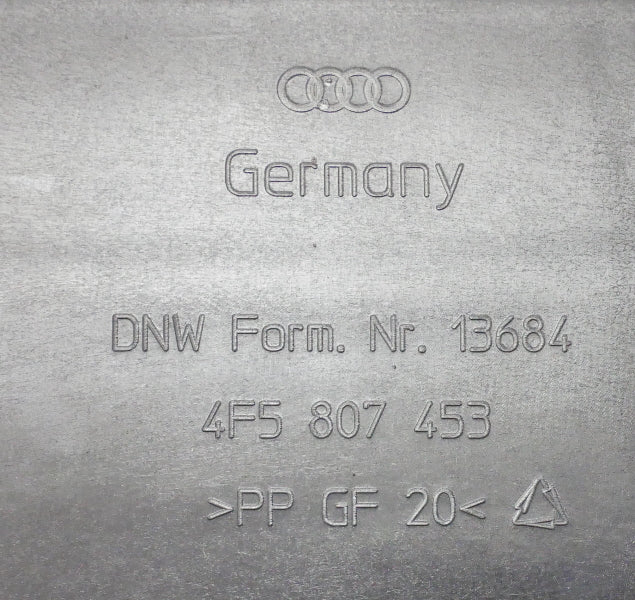 Germany
DNW Form. Nr. 13684
4F5 807 453
>PP GF 20<